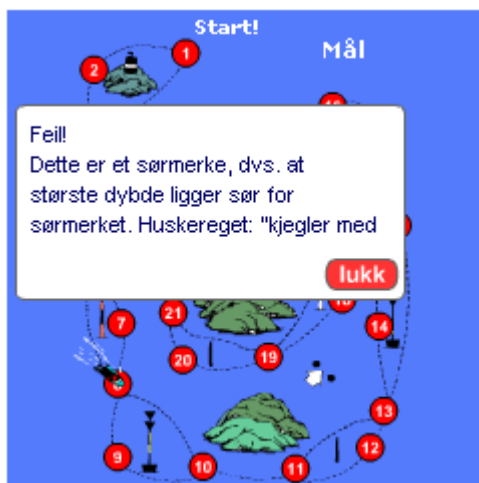 Start!
Mål
1
2
Feil!
Dette er et sørmerke, dvs. at
største dybde ligger sør for
sørmerket. Huskereget: "kjegler med
lukk
7
21
14
20
19
13
12
9
10
11